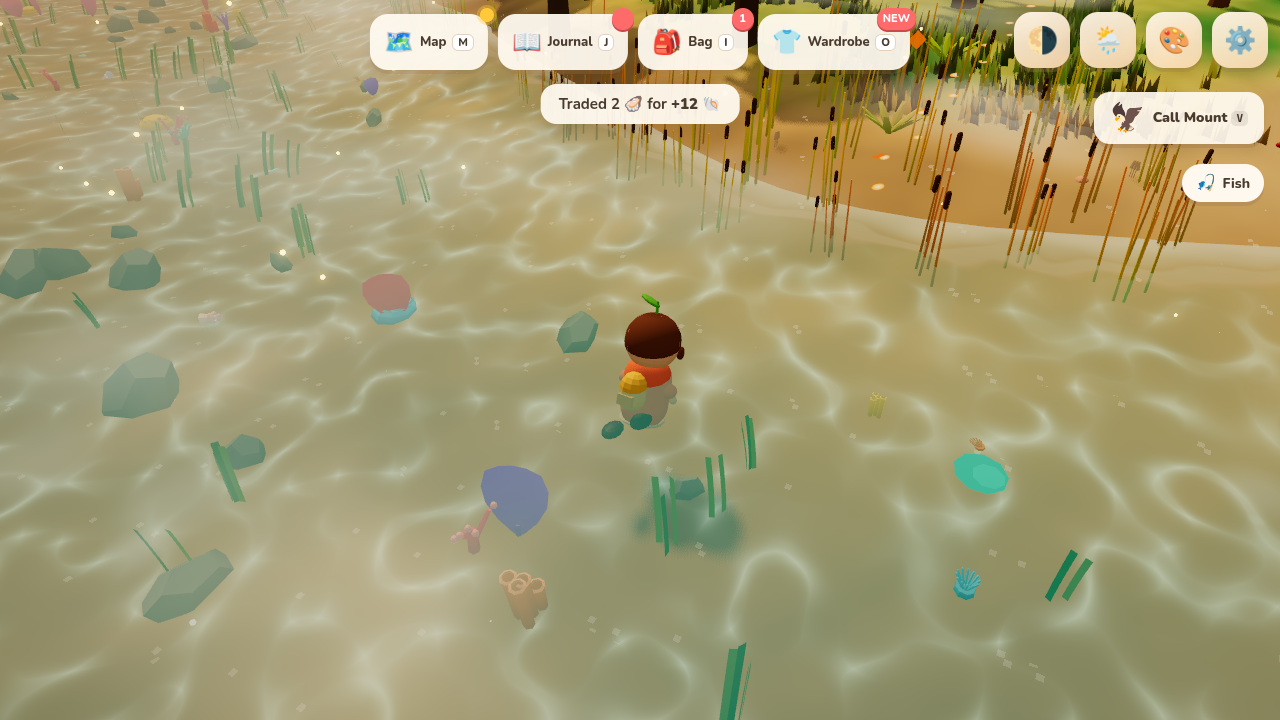 Map M
Journal J
Bag I
1
Wardrobe O
NEW
Traded 2 for +12
Call Mount V
Fish